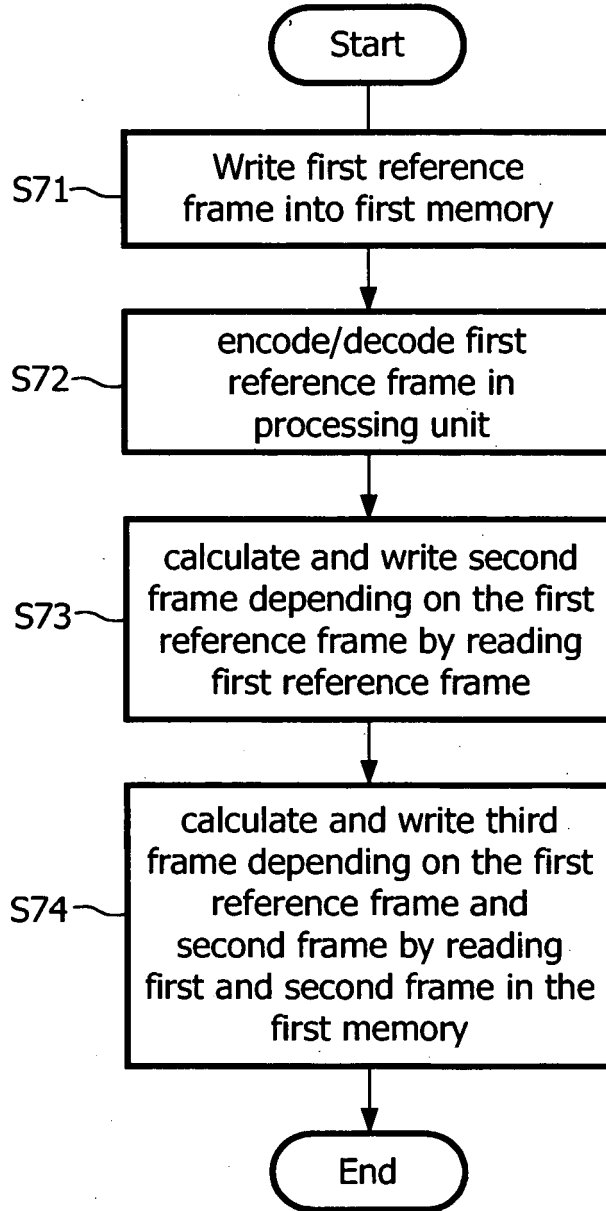 Start
S71
Write first reference
frame into first memory
S72
encode/decode first
reference frame in
processing unit
S73
calculate and write second
frame depending on the first
reference frame by reading
first reference frame
S74
calculate and write third
frame depending on the first
reference frame and
second frame by reading
first and second frame in the
first memory
End